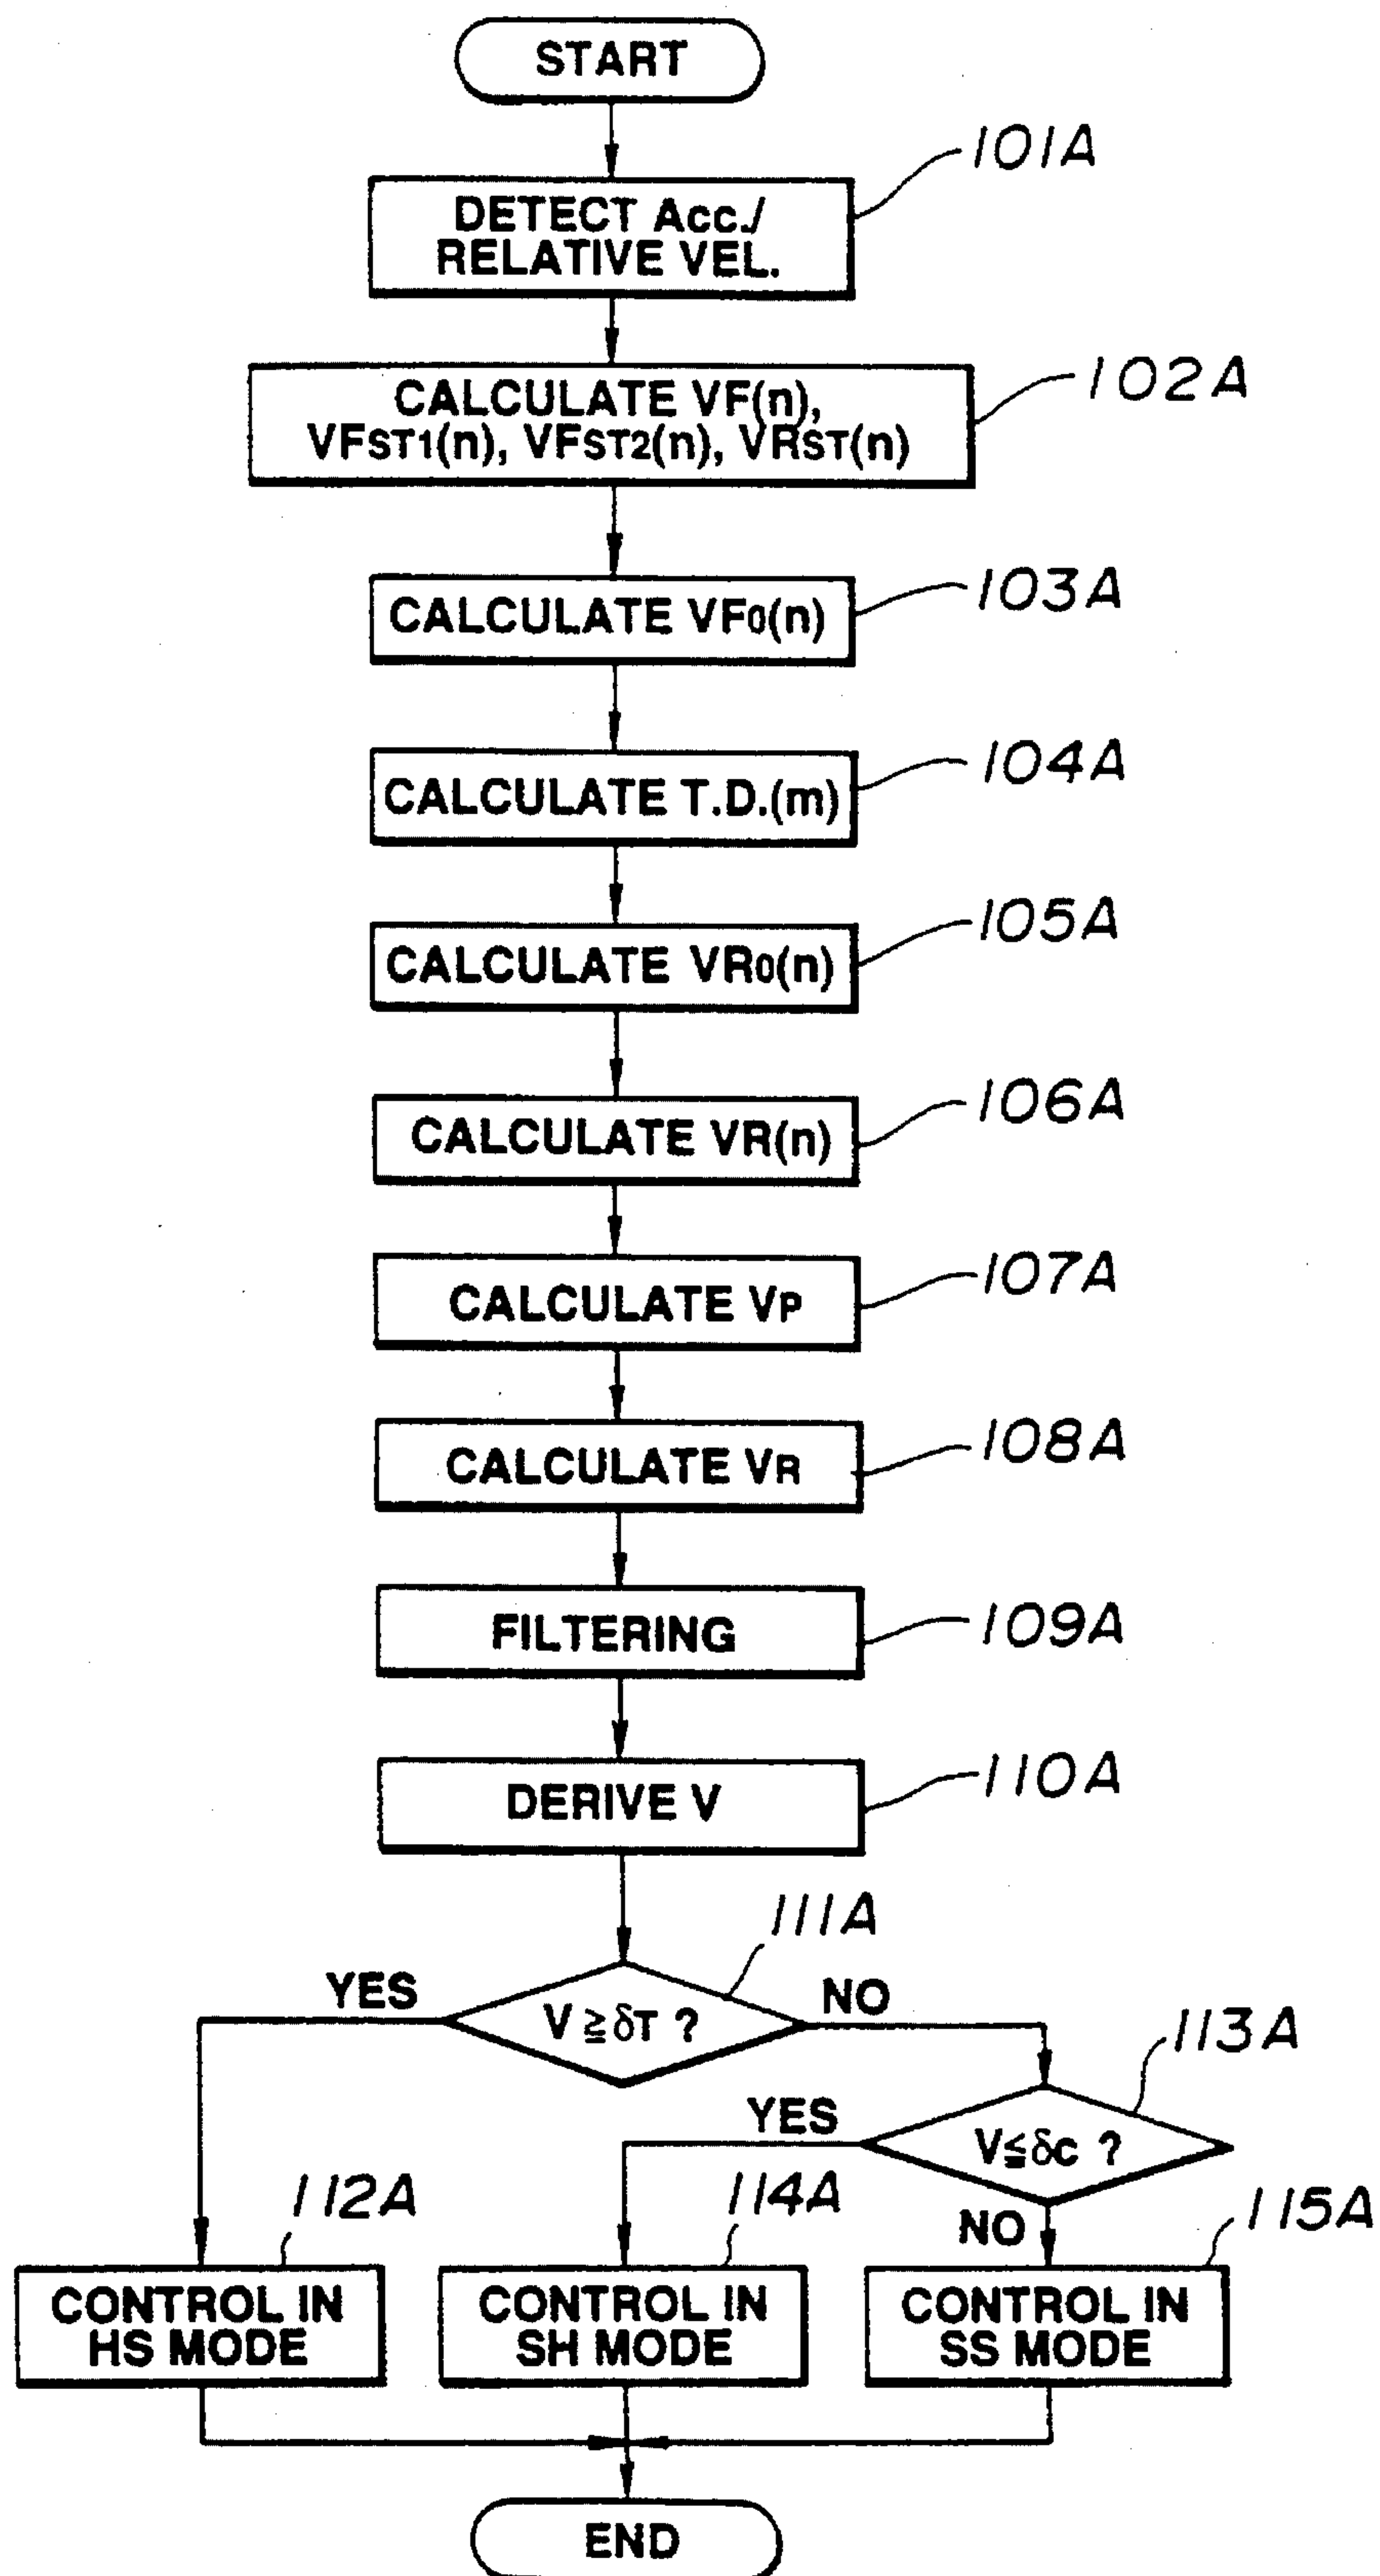 START
101A
DETECT Acc./
RELATIVE VEL.
102A
CALCULATE VF(n),
VFST1(n), VFST2(n), VRST(n)
103A
CALCULATE VF0(n)
104A
CALCULATE T.D.(m)
105A
CALCULATE VR0(n)
106A
CALCULATE VR(n)
107A
CALCULATE VP
108A
CALCULATE VR
109A
FILTERING
110A
DERIVE V
111A
YES
V ≧ δT ?
NO
113A
YES
V≦δC ?
NO
112A
114A
115A
CONTROL IN
HS MODE
CONTROL IN
SH MODE
CONTROL IN
SS MODE
END